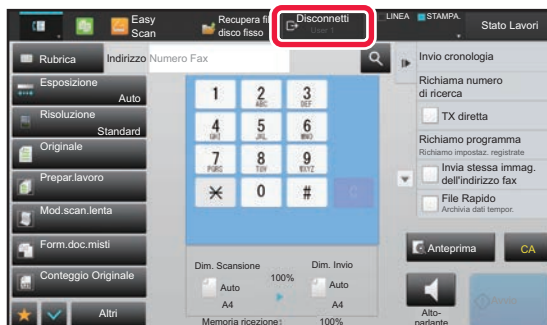 Easy
Scan
Recupera fi
disco fisso
Disconnetti
User 1
LINEA
STAMPA.
Stato Lavori
Rubrica
Indirizzo
Numero Fax
Invio cronologia
Esposizione
Auto
Richiama numero
di ricerca
Risoluzione
Standard
TX diretta
Originale
Richiamo programma
Richiamo impostaz. registrate
Prepar.lavoro
Invia stessa immag.
dell'indirizzo fax
Mod.scan.lenta
File Rapido
Archivia dati tempor.
1
2 ABC
3 DEF
4 GHI
5 JKL
6 MNO
7 PQRS
8 TUV
9 WXYZ
0
#
C
Form.doc.misti
Anteprima
CA
Conteggio Originale
Dim. Scansione
100%
Dim. Invio
Auto
A4
Auto
A4
Altri
Memoria ricezione:
100%
Alto-
parlante
Avvio